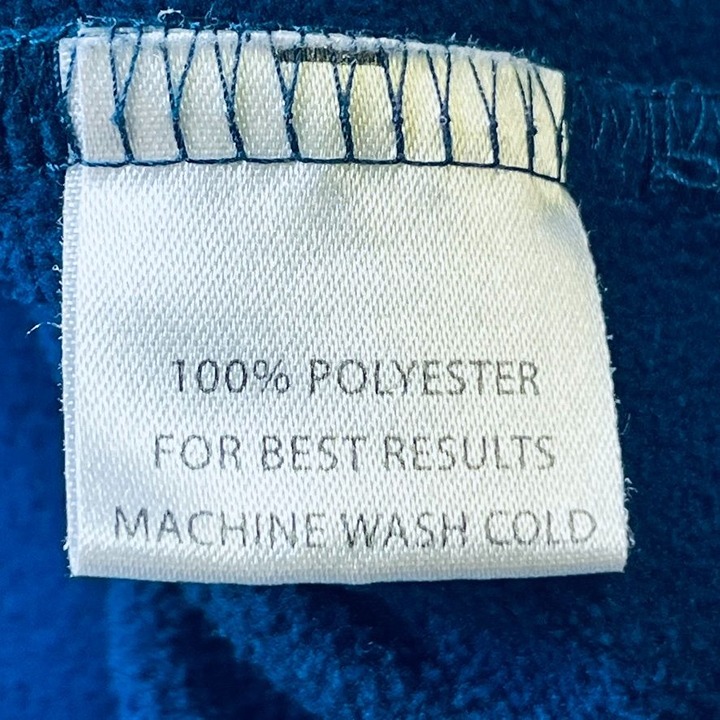 100% POLYESTER
FOR BEST RESULTS
MACHINE WASH COLD